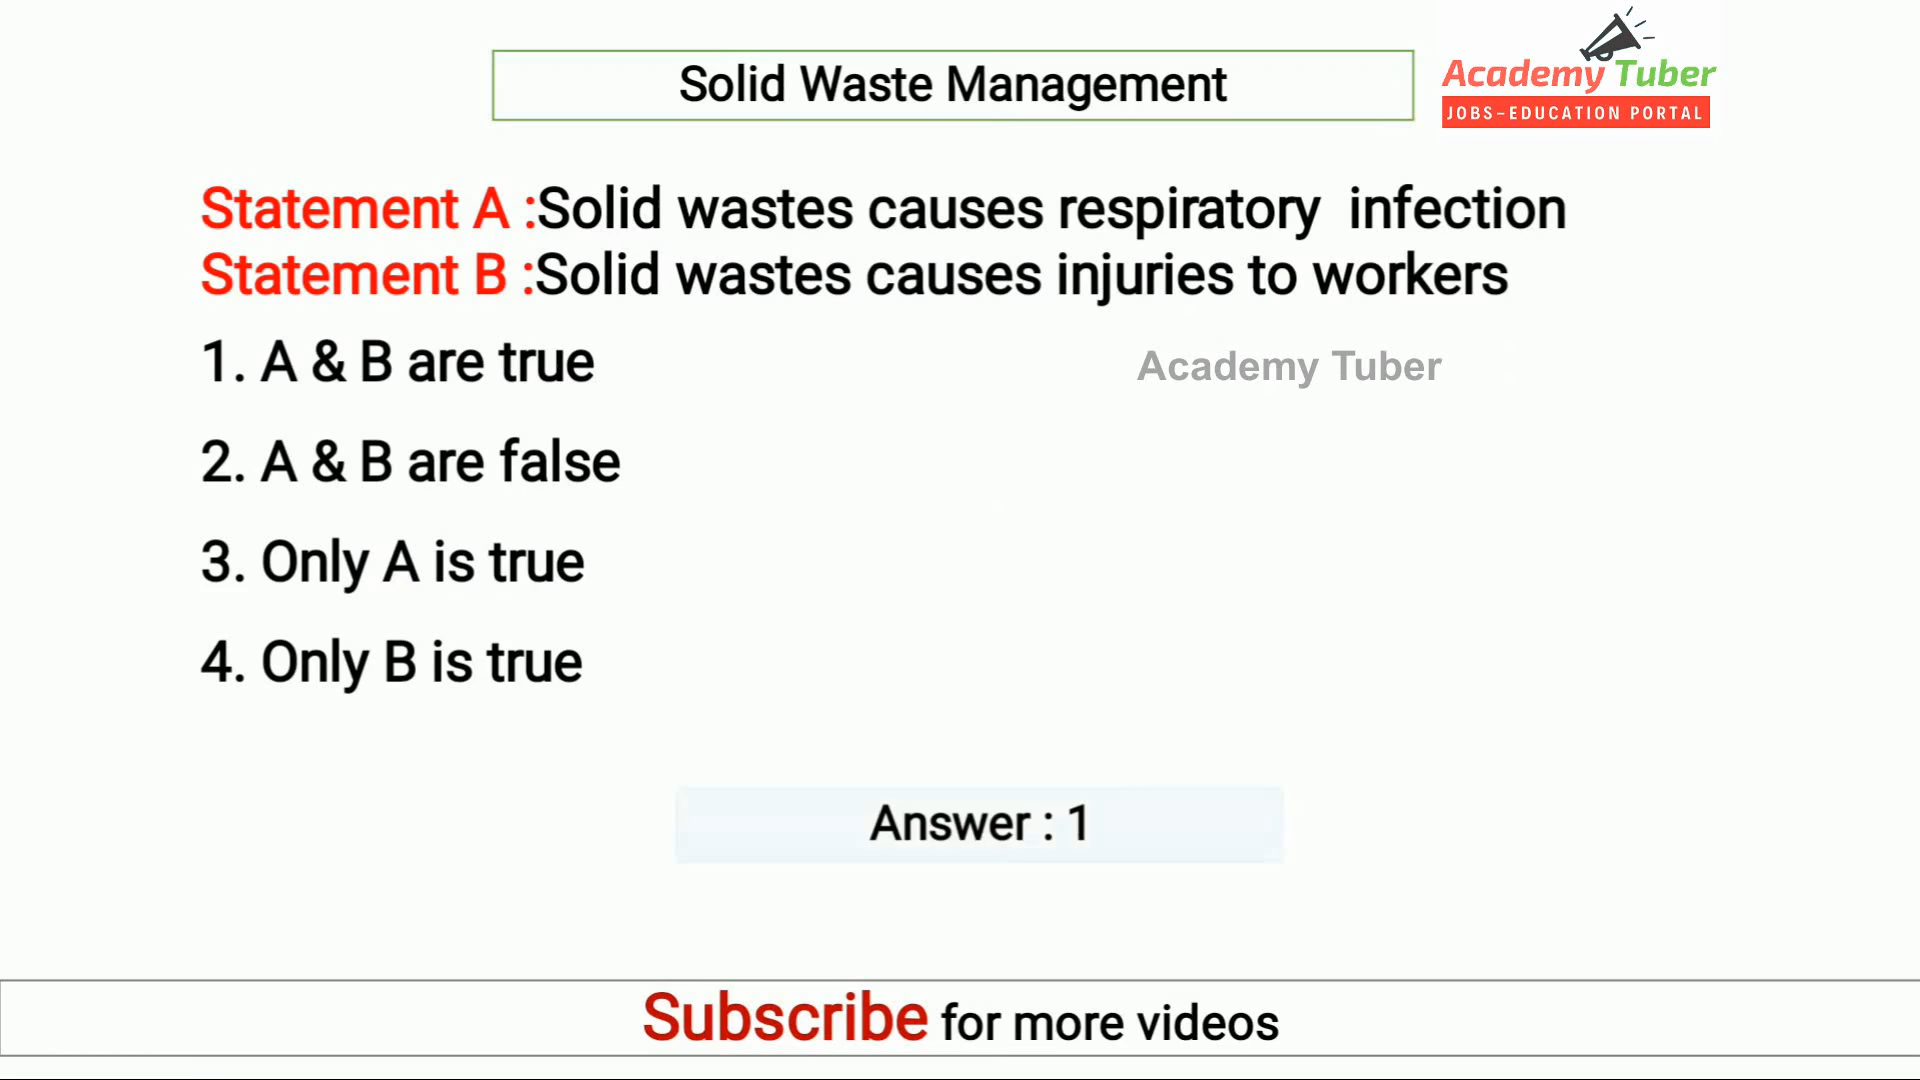 Solid Waste Management
Academy Tuber
JOBS-EDUCATION PORTAL
Statement A :Solid wastes causes respiratory infection
Statement B :Solid wastes causes injuries to workers
1. A & B are true
Academy Tuber
2. A & B are false
3. Only A is true
4. Only B is true
Answer : 1
Subscribe for more videos